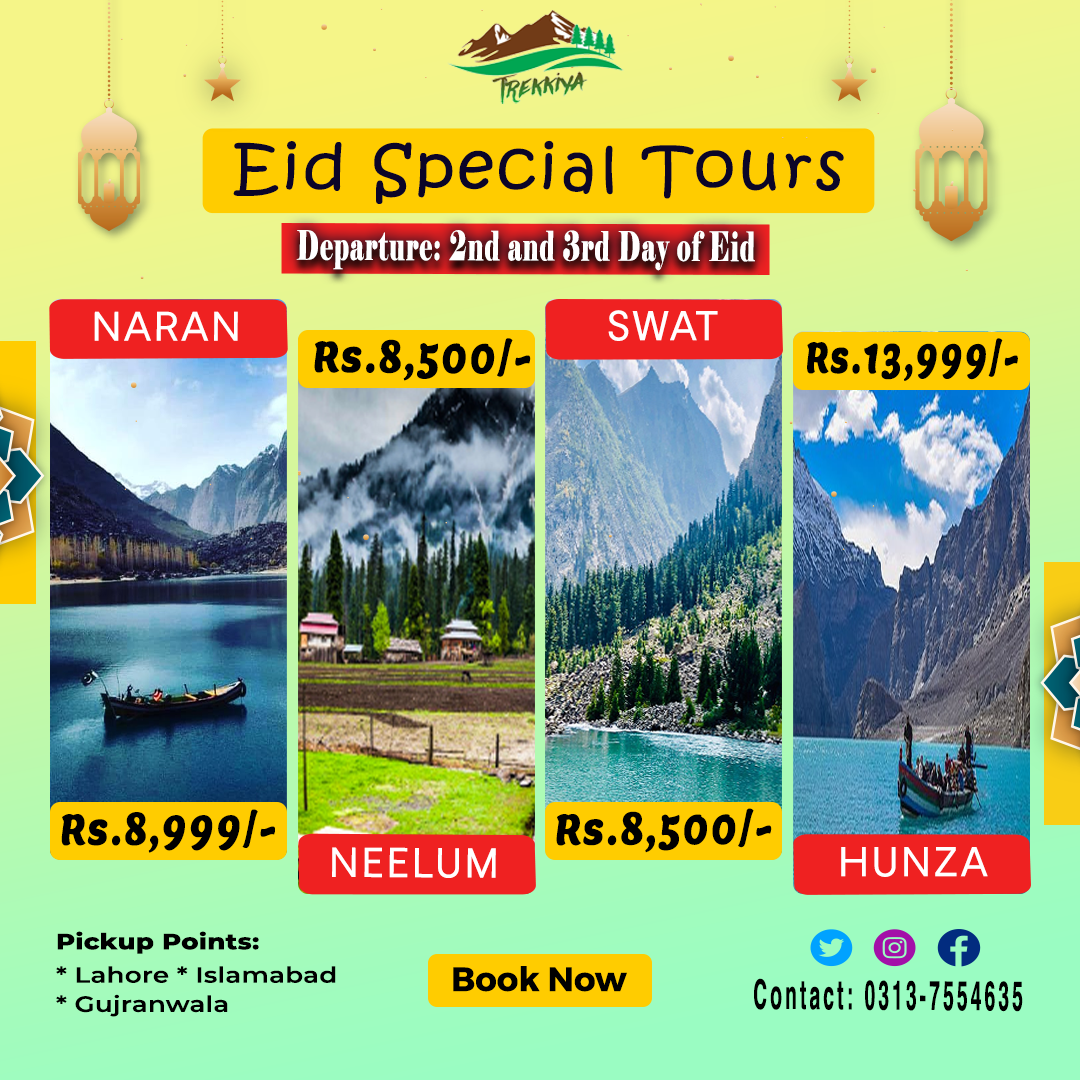 TREKKIYA
Eid Special Tours
Departure: 2nd and 3rd Day of Eid
NARAN
Rs.8,999/-
Rs.8,500/-
NEELUM
SWAT
Rs.8,500/-
Rs.13,999/-
HUNZA
Pickup Points:
* Lahore * Islamabad
* Gujranwala
Book Now
Contact: 0313-7554635